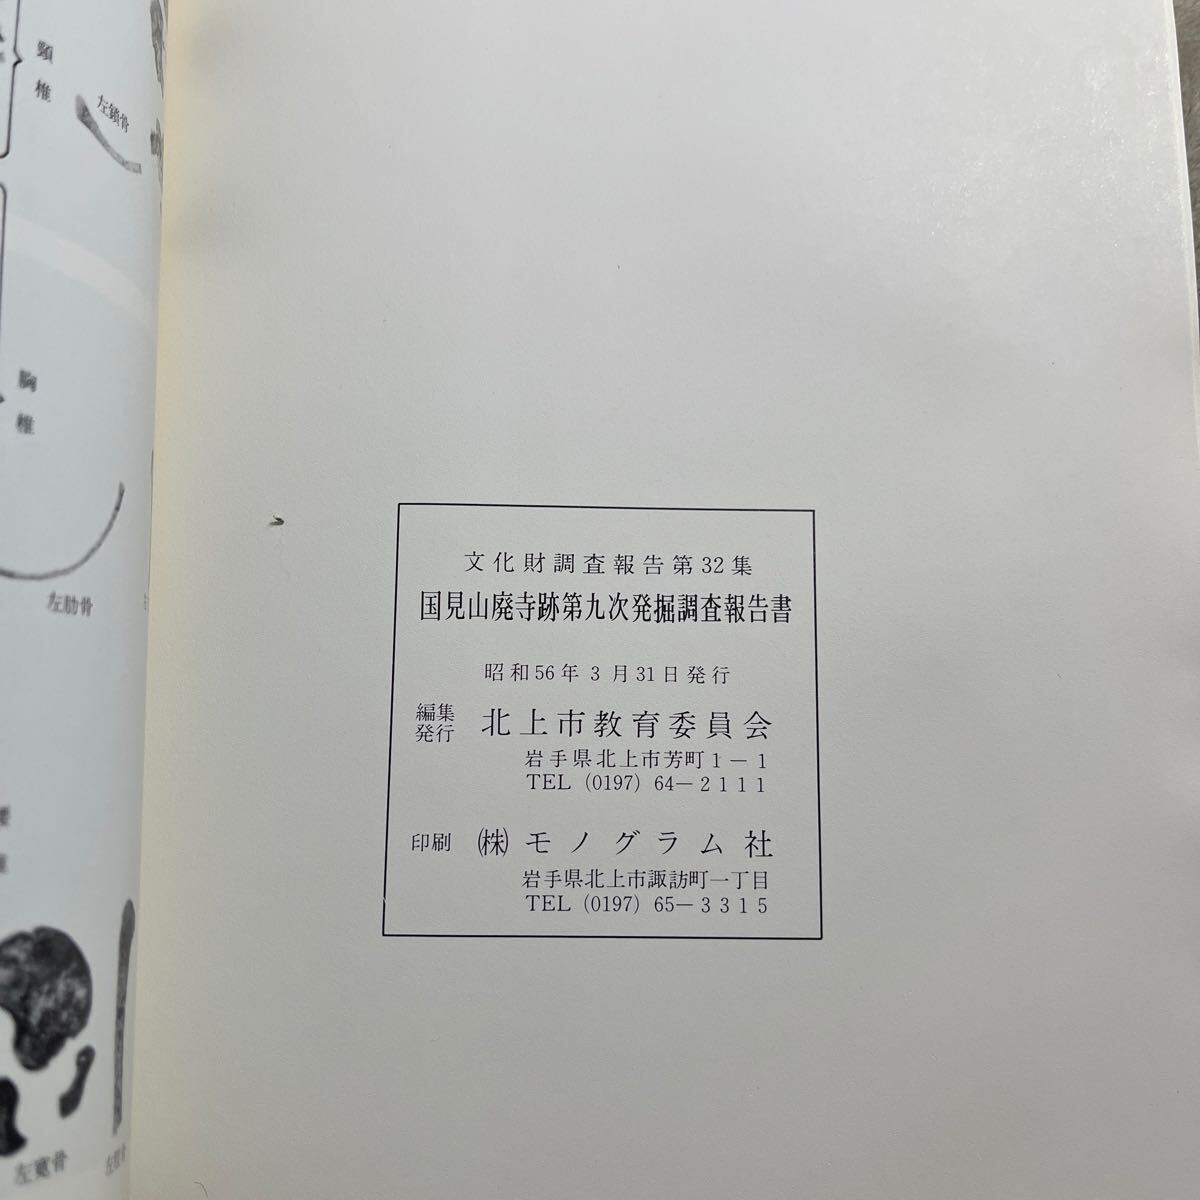 頸椎
左鎖骨
胸椎
左肋骨
左寛骨
文化財調査報告第32集
国見山廃寺跡第九次発掘調査報告書
昭和56年3月31日発行
編集
発行 北上市教育委員会
岩手県北上市芳町1－1
TEL (0197) 64－2111
印刷 ㈱モノグラム社
岩手県北上市諏訪町一丁目
TEL (0197) 65－3315